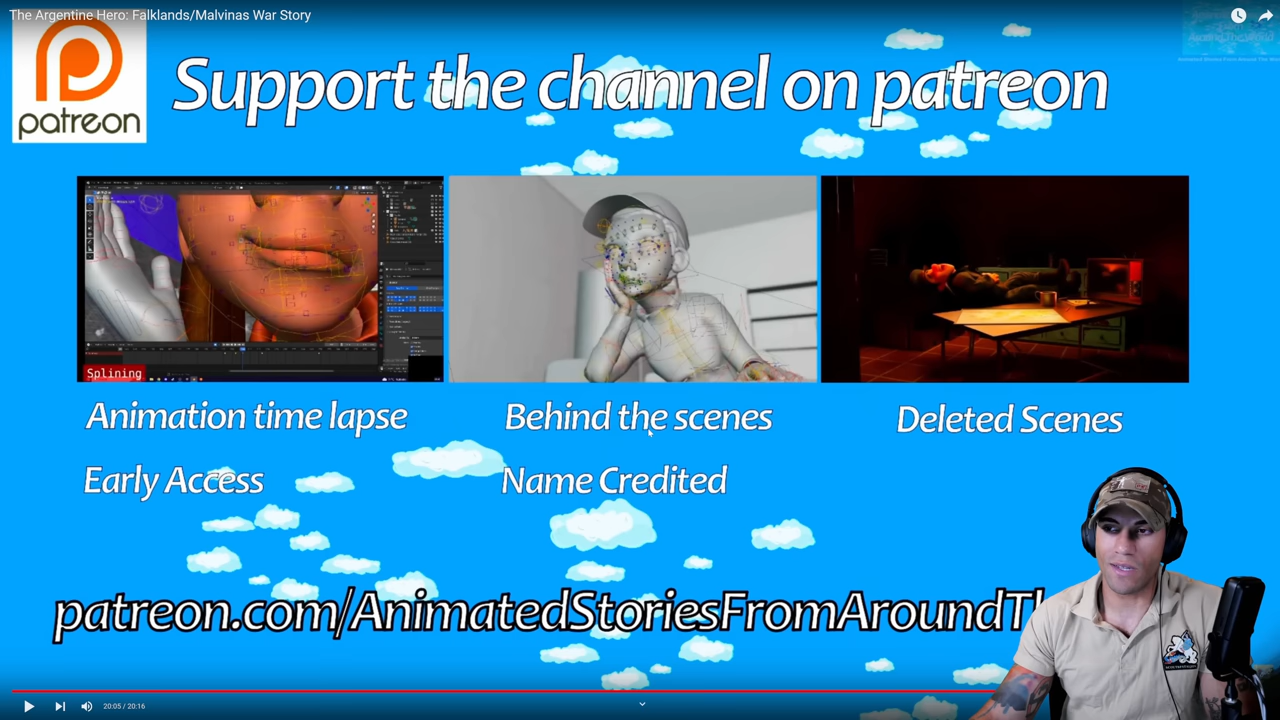 The Argentine Hero: Falklands/Malvinas War Story
patreon
Support the channel on patreon
Splining
Animation time lapse
Behind the scenes
Deleted Scenes
Early Access
Name Credited
patreon.com/AnimatedStoriesFromAroundTh
20:05 / 20:16